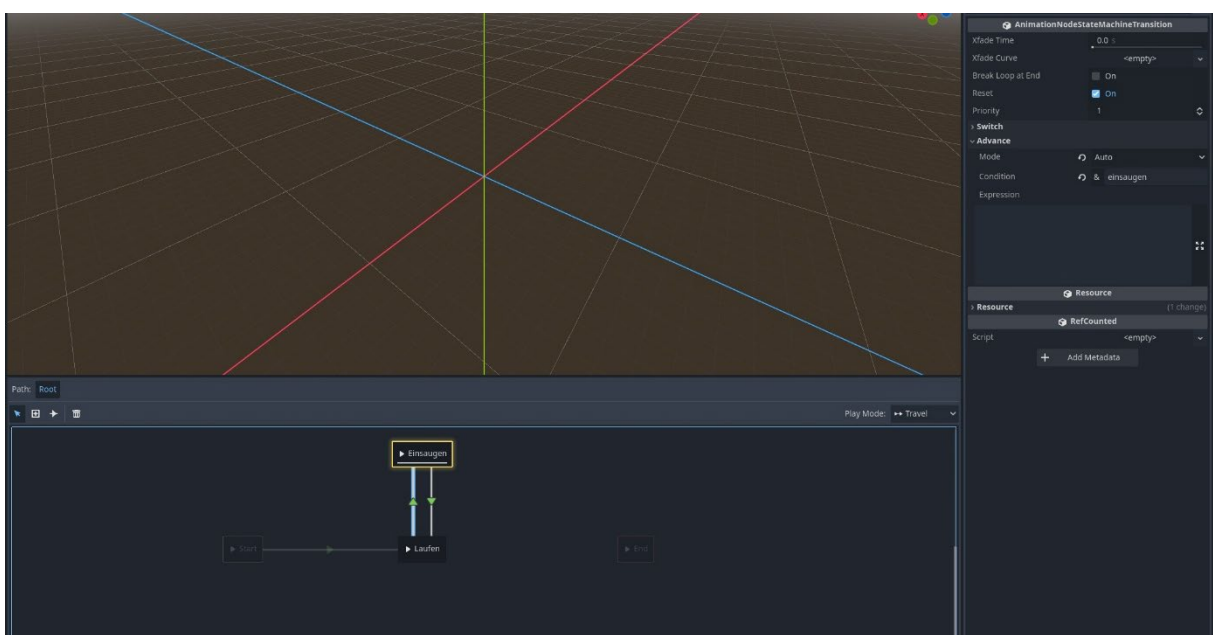 AnimationNodeStateMachineTransition
Xfade Time 0.0 s
Xfade Curve <empty>
Break Loop at End On
Reset On
Priority 1
> Switch
Advance
Mode Auto
Condition & einsaugen
Expression
Resource
> Resource (1 change)
RefCounted
Script <empty>
+ Add Metadata
Path: Root
Play Mode: Travel
Einsaugen
Start
Laufen
End